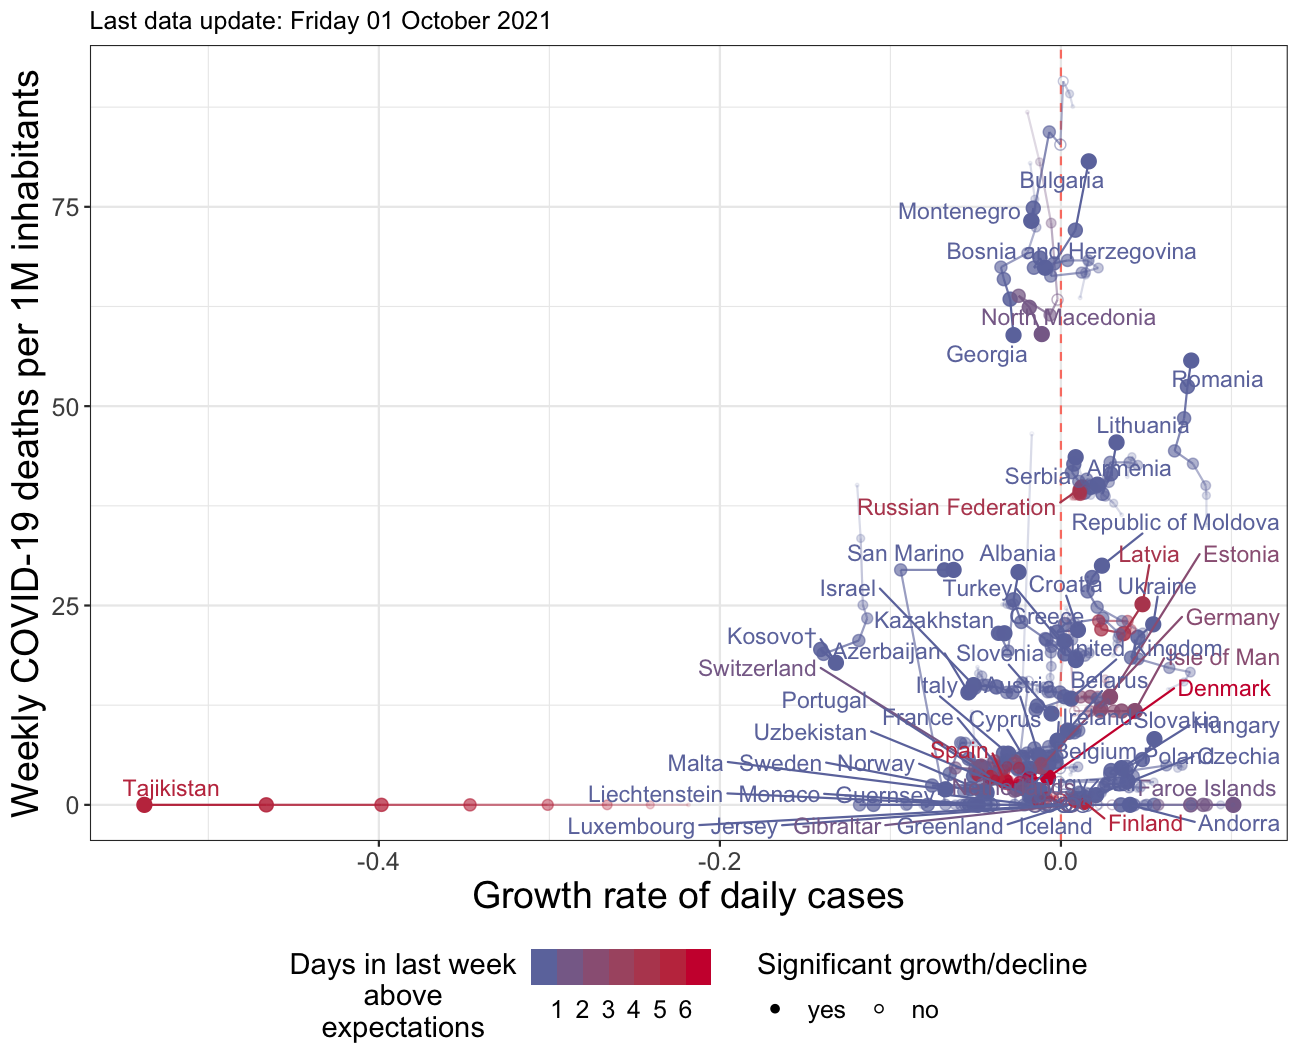 Last data update: Friday 01 October 2021
Weekly COVID-19 deaths per 1M inhabitants
75
50
25
0
Bulgaria
Montenegro
Bosnia and Herzegovina
North Macedonia
Georgia
Romania
Lithuania
Serbia
Armenia
Russian Federation
Republic of Moldova
San Marino
Albania
Latvia
Estonia
Israel
Turkey
Croatia
Ukraine
Kazakhstan
Greece
Germany
Kosovo†
Azerbaijan
Slovenia
United Kingdom
Isle of Man
Switzerland
Italy
Austria
Belarus
Denmark
Portugal
France
Cyprus
Ireland
Slovakia
Hungary
Uzbekistan
Spain
Belgium
Poland
Czechia
Malta
Sweden
Norway
Tajikistan
Liechtenstein
Monaco
Guernsey
Faroe Islands
Luxembourg
Jersey
Gibraltar
Greenland
Iceland
Finland
Andorra
-0.4
-0.2
0.0
Growth rate of daily cases
Days in last week
above
expectations
1 2 3 4 5 6
Significant growth/decline
yes
no